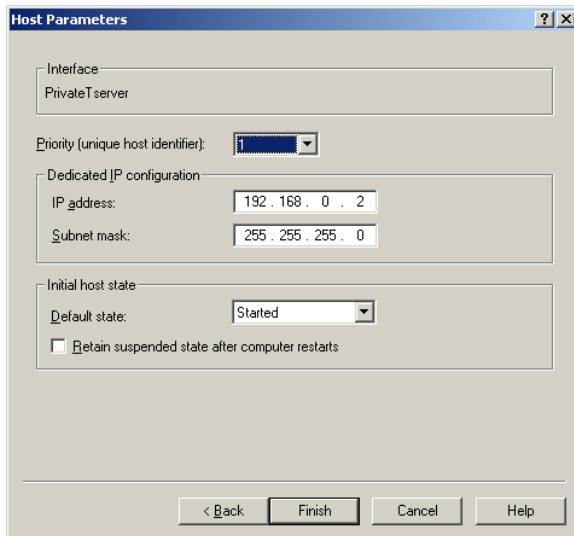 Host Parameters
Interface
PrivateTserver
Priority (unique host identifier): 1
Dedicated IP configuration
IP address: 192 . 168 . 0 . 2
Subnet mask: 255 . 255 . 255 . 0
Initial host state
Default state: Started
Retain suspended state after computer restarts
< Back Finish Cancel Help